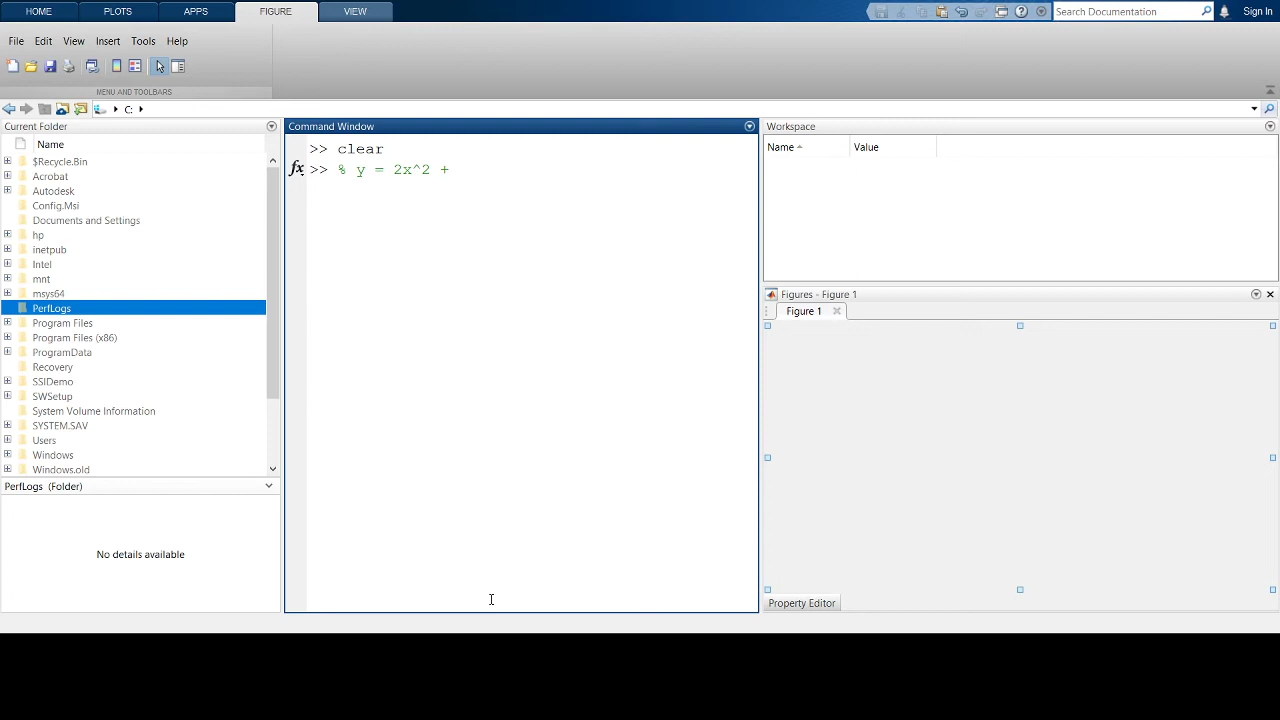 HOME PLOTS APPS FIGURE VIEW Search Documentation Sign In
File Edit View Insert Tools Help
MENU AND TOOLBARS
C:
Current Folder
Name
$Recycle.Bin
Acrobat
Autodesk
Config.Msi
Documents and Settings
hp
inetpub
Intel
mnt
msys64
PerfLogs
Program Files
Program Files (x86)
ProgramData
Recovery
SSIDemo
SWSetup
System Volume Information
SYSTEM.SAV
Users
Windows
Windows.old
PerfLogs (Folder)
No details available
Command Window
>> clear
fx >> % y = 2x^2 +
Workspace
Name Value
Figures - Figure 1
Figure 1
Property Editor